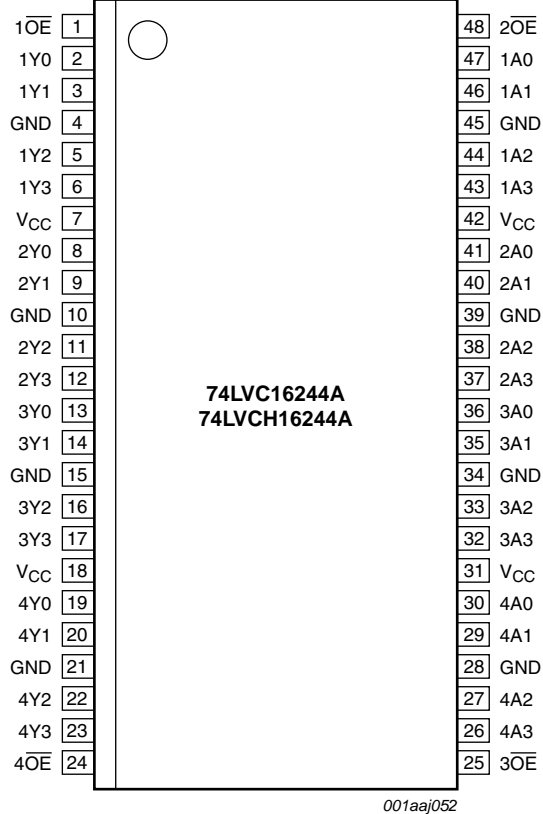 1O̅E̅ 1 48 2O̅E̅
1Y0 2 47 1A0
1Y1 3 46 1A1
GND 4 45 GND
1Y2 5 44 1A2
1Y3 6 43 1A3
VCC 7 42 VCC
2Y0 8 41 2A0
2Y1 9 40 2A1
GND 10 39 GND
2Y2 11 38 2A2
2Y3 12 37 2A3
74LVC16244A
74LVCH16244A
3Y0 13 36 3A0
3Y1 14 35 3A1
GND 15 34 GND
3Y2 16 33 3A2
3Y3 17 32 3A3
VCC 18 31 VCC
4Y0 19 30 4A0
4Y1 20 29 4A1
GND 21 28 GND
4Y2 22 27 4A2
4Y3 23 26 4A3
4O̅E̅ 24 25 3O̅E̅
001aaj052